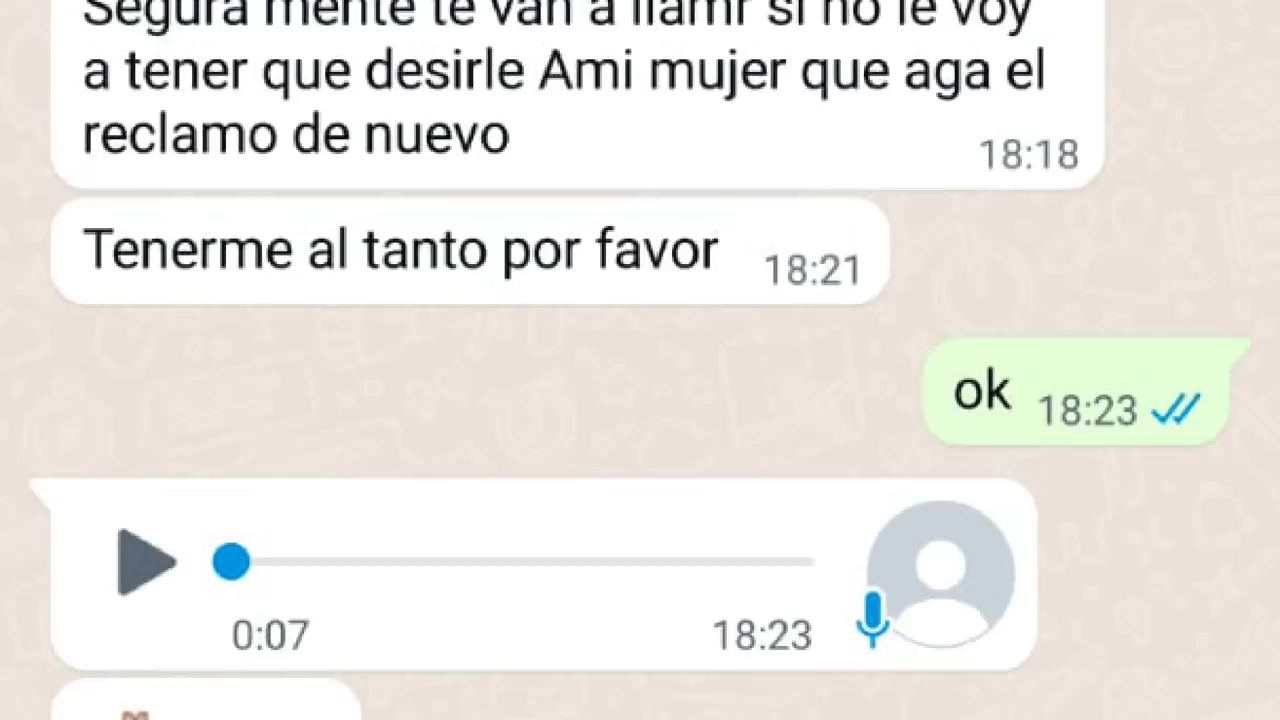 Segura mente te van a llamr si no le voy
a tener que desirle Ami mujer que aga el
reclamo de nuevo
18:18
Tenerme al tanto por favor 18:21
ok 18:23
0:07 18:23